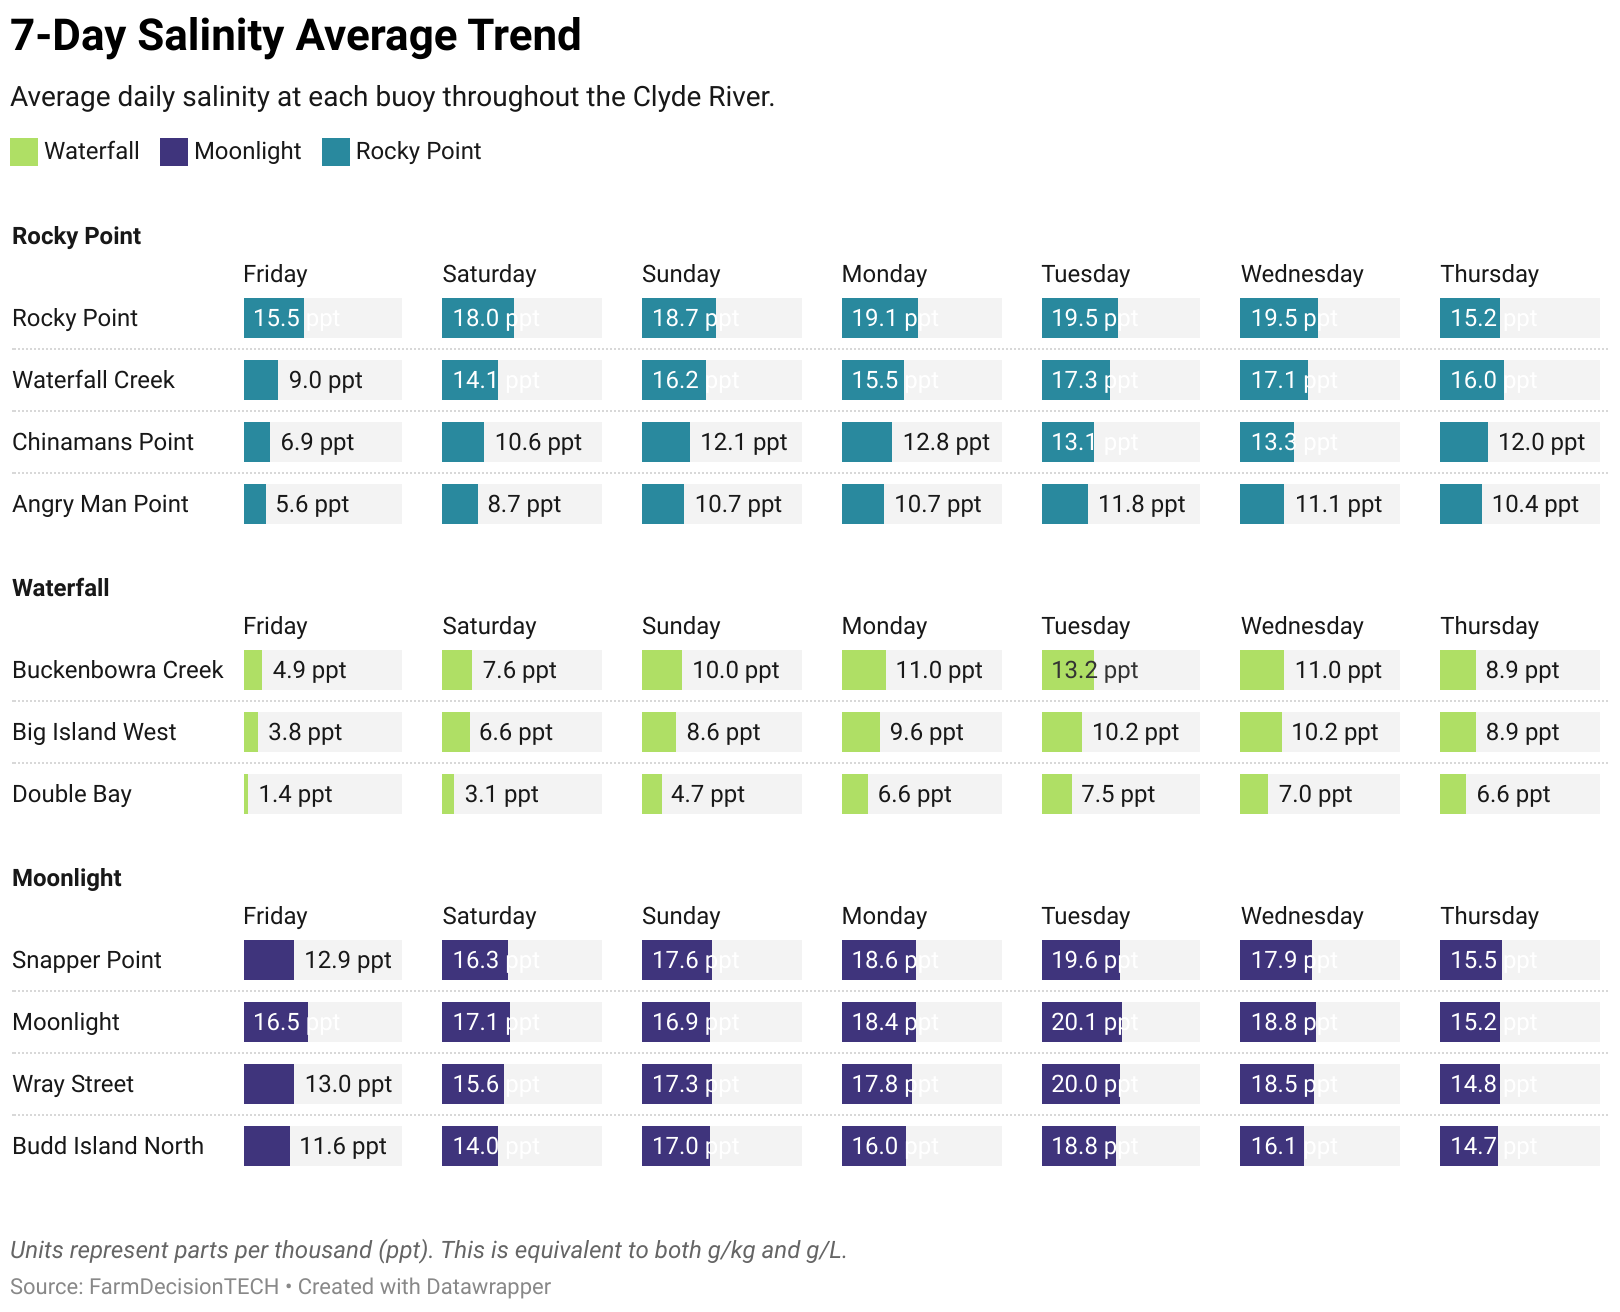 7-Day Salinity Average Trend
Average daily salinity at each buoy throughout the Clyde River.
Waterfall Moonlight Rocky Point
Rocky Point
Friday Saturday Sunday Monday Tuesday Wednesday Thursday
Rocky Point 15.5 ppt 18.0 ppt 18.7 ppt 19.1 ppt 19.5 ppt 19.5 ppt 15.2 ppt
Waterfall Creek 9.0 ppt 14.1 ppt 16.2 ppt 15.5 ppt 17.3 ppt 17.1 ppt 16.0 ppt
Chinamans Point 6.9 ppt 10.6 ppt 12.1 ppt 12.8 ppt 13.1 ppt 13.3 ppt 12.0 ppt
Angry Man Point 5.6 ppt 8.7 ppt 10.7 ppt 10.7 ppt 11.8 ppt 11.1 ppt 10.4 ppt
Waterfall
Friday Saturday Sunday Monday Tuesday Wednesday Thursday
Buckenbowra Creek 4.9 ppt 7.6 ppt 10.0 ppt 11.0 ppt 13.2 ppt 11.0 ppt 8.9 ppt
Big Island West 3.8 ppt 6.6 ppt 8.6 ppt 9.6 ppt 10.2 ppt 10.2 ppt 8.9 ppt
Double Bay 1.4 ppt 3.1 ppt 4.7 ppt 6.6 ppt 7.5 ppt 7.0 ppt 6.6 ppt
Moonlight
Friday Saturday Sunday Monday Tuesday Wednesday Thursday
Snapper Point 12.9 ppt 16.3 ppt 17.6 ppt 18.6 ppt 19.6 ppt 17.9 ppt 15.5 ppt
Moonlight 16.5 ppt 17.1 ppt 16.9 ppt 18.4 ppt 20.1 ppt 18.8 ppt 15.2 ppt
Wray Street 13.0 ppt 15.6 ppt 17.3 ppt 17.8 ppt 20.0 ppt 18.5 ppt 14.8 ppt
Budd Island North 11.6 ppt 14.0 ppt 17.0 ppt 16.0 ppt 18.8 ppt 16.1 ppt 14.7 ppt
Units represent parts per thousand (ppt). This is equivalent to both g/kg and g/L.
Source: FarmDecisionTECH • Created with Datawrapper